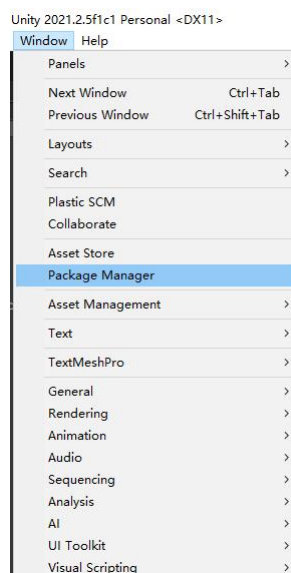 Unity 2021.2.5f1c1 Personal <DX11>
Window Help
Panels >
Next Window Ctrl+Tab
Previous Window Ctrl+Shift+Tab
Layouts >
Search >
Plastic SCM
Collaborate
Asset Store
Package Manager
Asset Management >
Text >
TextMeshPro >
General >
Rendering >
Animation >
Audio >
Sequencing >
Analysis >
AI >
UI Toolkit >
Visual Scripting >